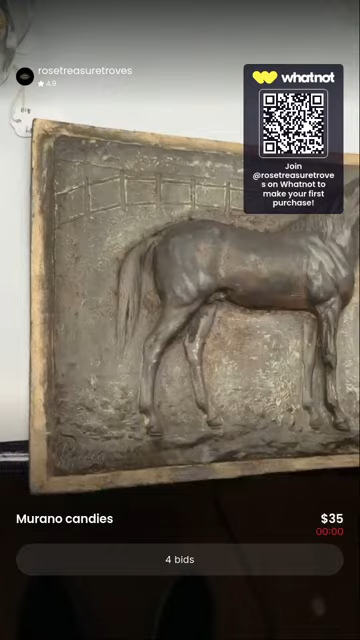 rosetreasuretroves
4.9
whatnot
Join
@rosetreasuretrove
s on Whatnot to
make your first
purchase!
Murano candies
$35
00:00
4 bids